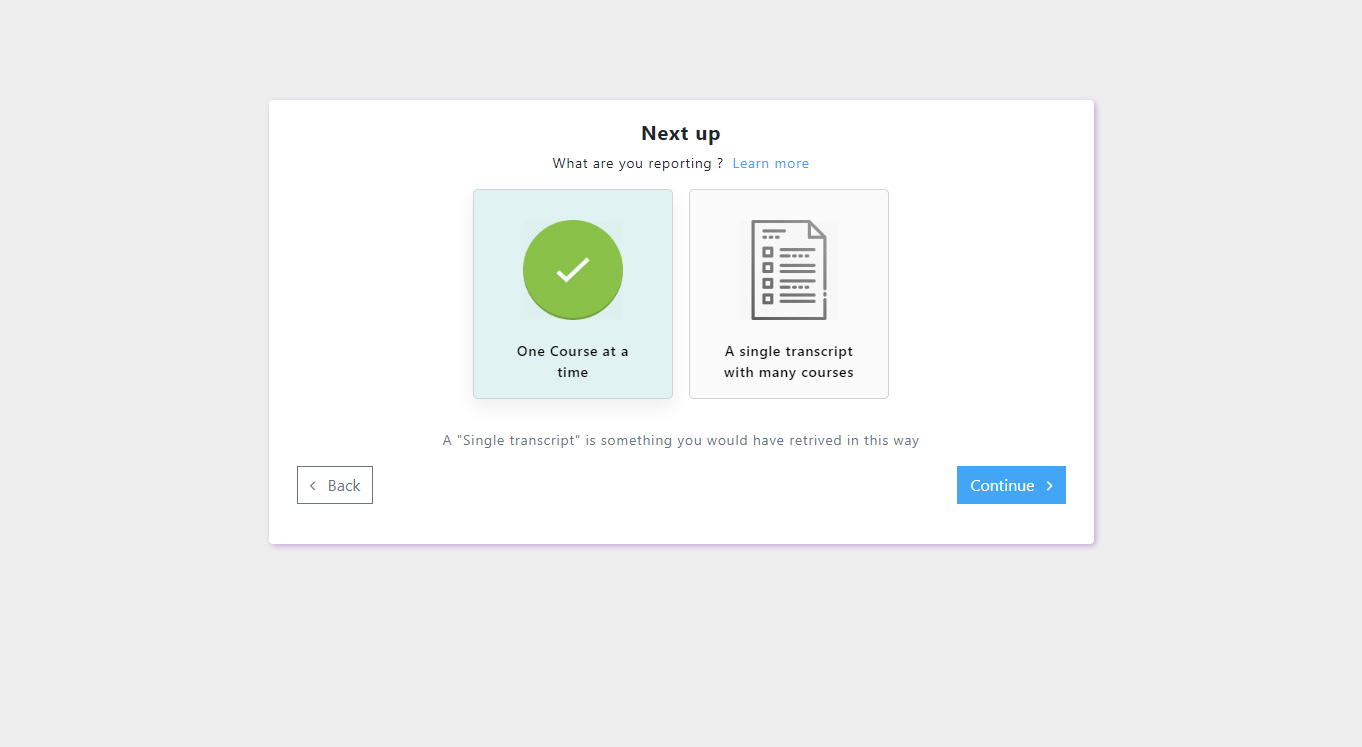 Next up
What are you reporting ? Learn more
One Course at a
time
A single transcript
with many courses
A "Single transcript" is something you would have retrived in this way
Back
Continue